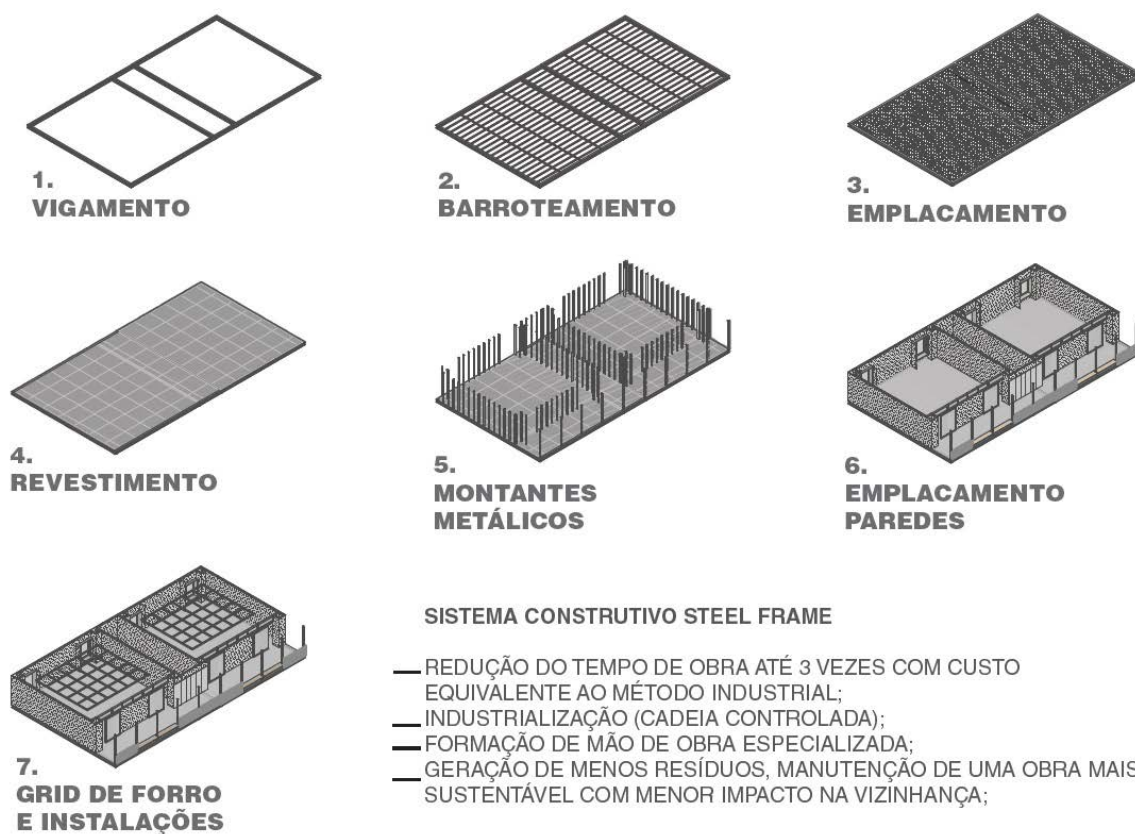 1.
VIGAMENTO
2.
BARROTEAMENTO
3.
EMPLACAMENTO
4.
REVESTIMENTO
5.
MONTANTES
METÁLICOS
6.
EMPLACAMENTO
PAREDES
7.
GRID DE FORRO
E INSTALAÇÕES
SISTEMA CONSTRUTIVO STEEL FRAME
REDUÇÃO DO TEMPO DE OBRA ATÉ 3 VEZES COM CUSTO
EQUIVALENTE AO MÉTODO INDUSTRIAL;
INDUSTRIALIZAÇÃO (CADEIA CONTROLADA);
FORMAÇÃO DE MÃO DE OBRA ESPECIALIZADA;
GERAÇÃO DE MENOS RESÍDUOS, MANUTENÇÃO DE UMA OBRA MAIS
SUSTENTÁVEL COM MENOR IMPACTO NA VIZINHANÇA;